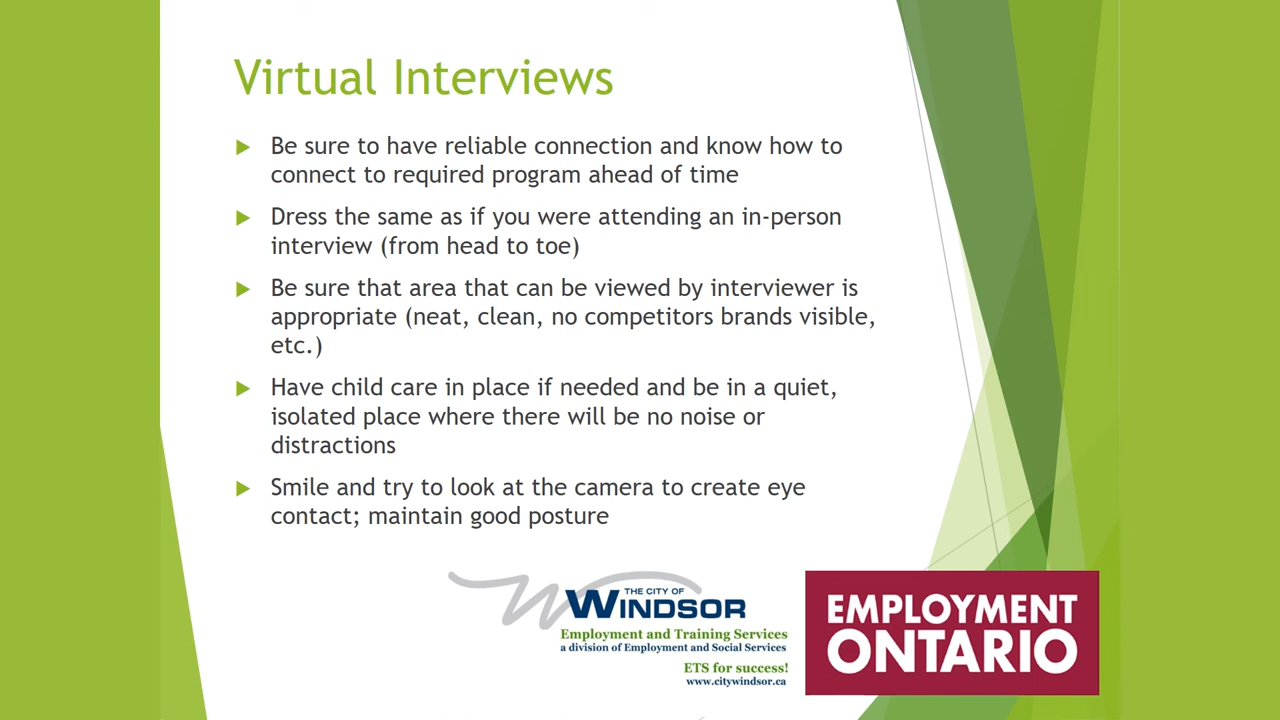 Virtual Interviews
Be sure to have reliable connection and know how to
connect to required program ahead of time
Dress the same as if you were attending an in-person
interview (from head to toe)
Be sure that area that can be viewed by interviewer is
appropriate (neat, clean, no competitors brands visible,
etc.)
Have child care in place if needed and be in a quiet,
isolated place where there will be no noise or
distractions
Smile and try to look at the camera to create eye
contact; maintain good posture
THE CITY OF
WINDSOR
Employment and Training Services
a division of Employment and Social Services
ETS for success!
www.citywindsor.ca
EMPLOYMENT
ONTARIO